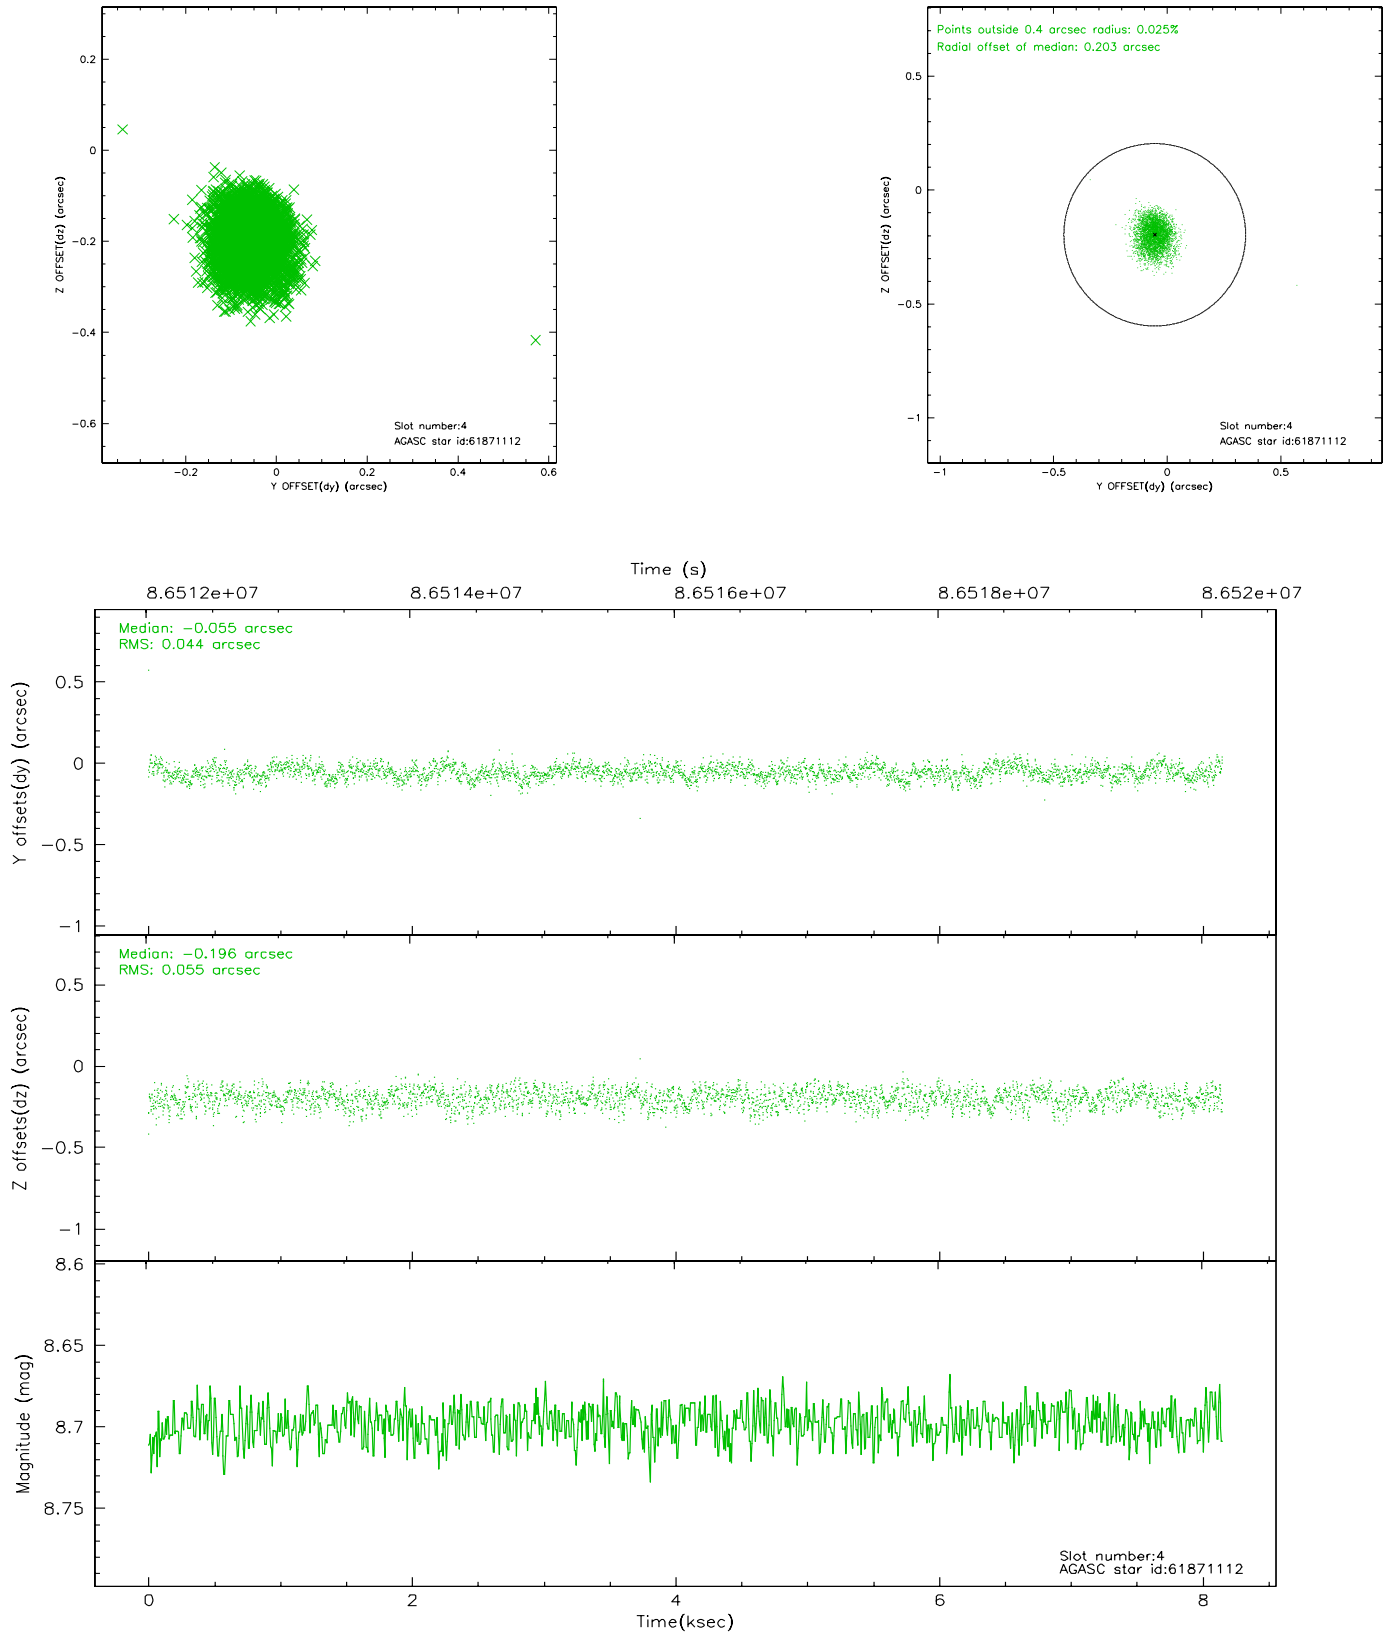 0.2
0
-0.2
-0.4
-0.6
Z OFFSET(dz) (arcsec)
Slot number:4
AGASC star id:61871112
-0.2 0 0.2 0.4 0.6
Y OFFSET(dy) (arcsec)
Points outside 0.4 arcsec radius: 0.025%
Radial offset of median: 0.203 arcsec
0.5
0
-0.5
-1
Z OFFSET(dz) (arcsec)
Slot number:4
AGASC star id:61871112
-1 -0.5 0 0.5
Y OFFSET(dy) (arcsec)
Time (s)
8.6512e+07 8.6514e+07 8.6516e+07 8.6518e+07 8.652e+07
Median: -0.055 arcsec
RMS: 0.044 arcsec
0.5
0
-0.5
-1
Y offsets(dy) (arcsec)
Median: -0.196 arcsec
RMS: 0.055 arcsec
0.5
0
-0.5
-1
Z offsets(dz) (arcsec)
8.6
8.65
8.7
8.75
Magnitude (mag)
Slot number:4
AGASC star id:61871112
0 2 4 6 8
Time(ksec)